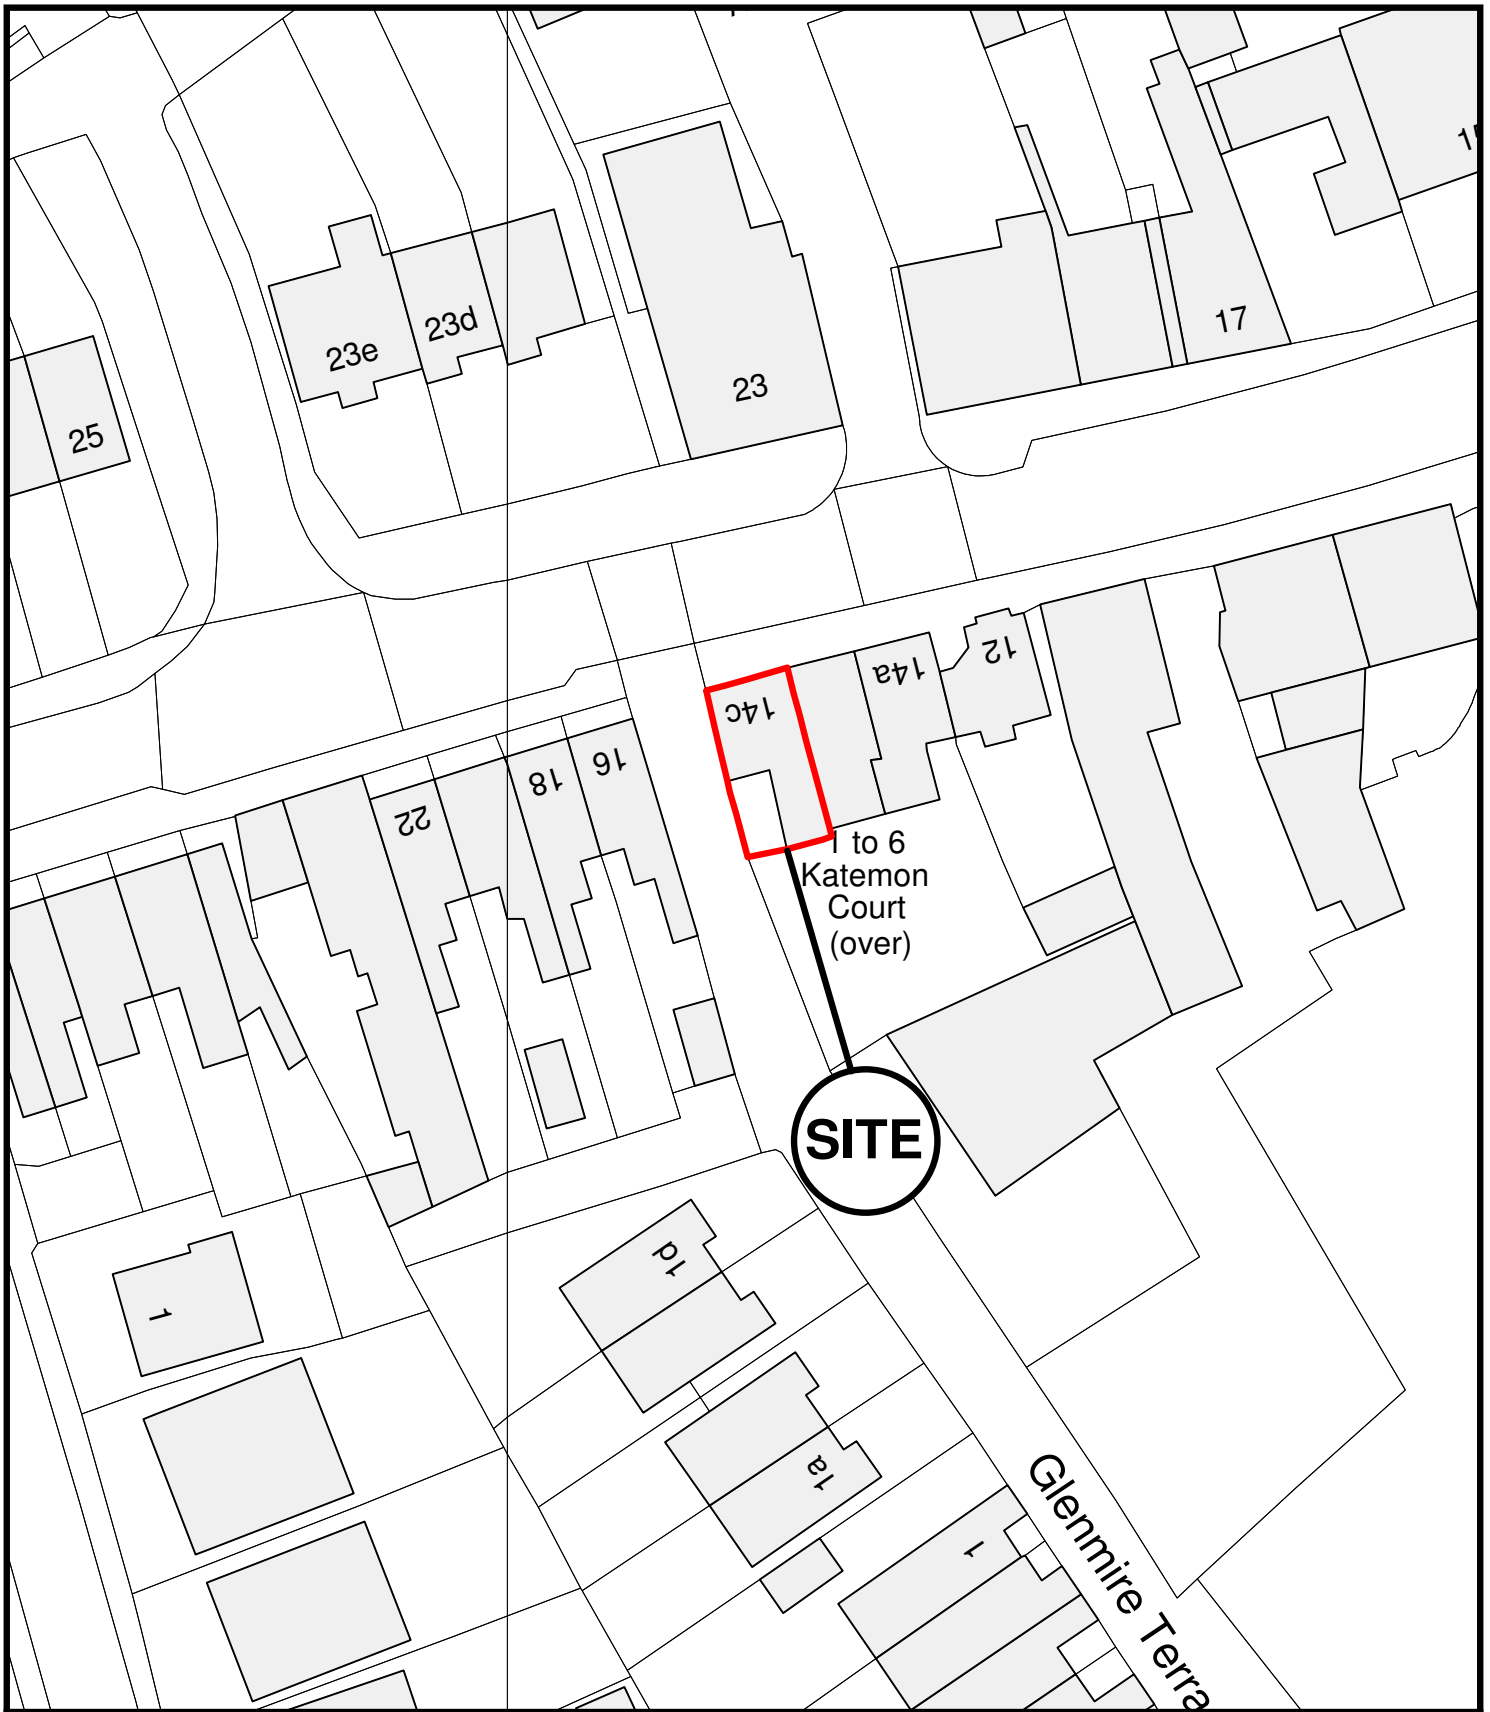 23e
23d
23
17
25
14c
14a
12
16
18
22
1 to 6
Katemon
Court
(over)
SITE
1d
1
1a
1
Glenmire Terra